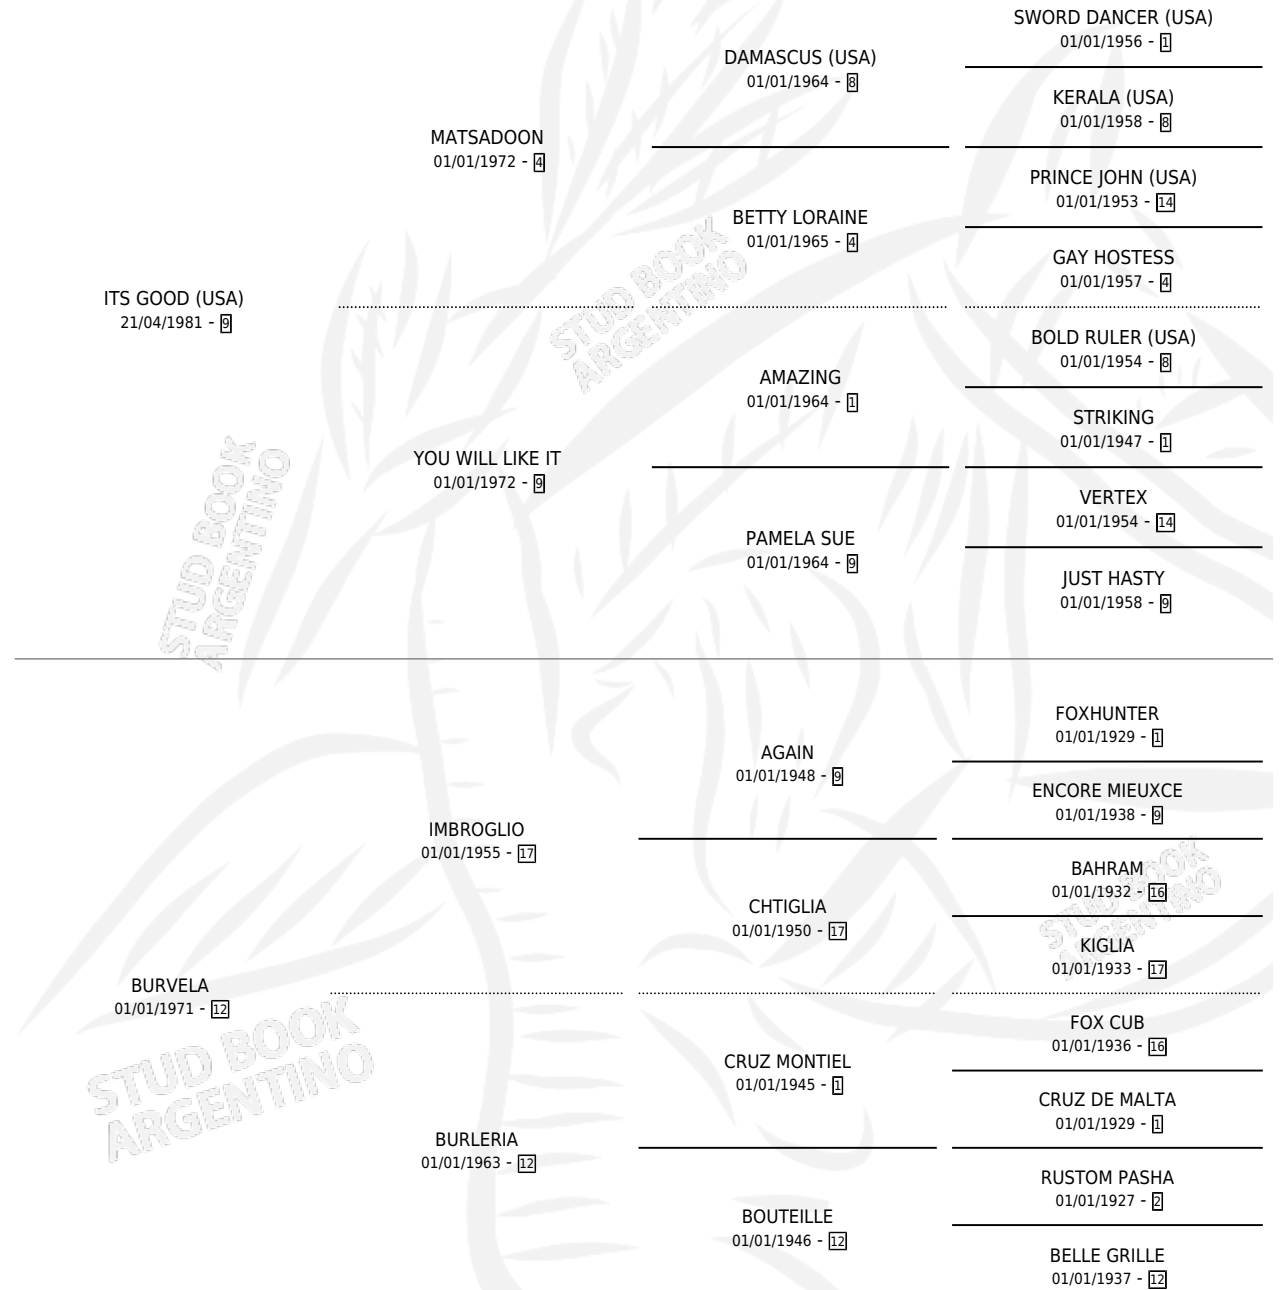 SWORD DANCER (USA)
01/01/1956 - 1
DAMASCUS (USA)
01/01/1964 - 8
KERALA (USA)
01/01/1958 - 8
MATSADOON
01/01/1972 - 4
PRINCE JOHN (USA)
01/01/1953 - 14
BETTY LORAINE
01/01/1965 - 4
GAY HOSTESS
01/01/1957 - 4
ITS GOOD (USA)
21/04/1981 - 9
BOLD RULER (USA)
01/01/1954 - 8
AMAZING
01/01/1964 - 1
STRIKING
01/01/1947 - 1
YOU WILL LIKE IT
01/01/1972 - 9
VERTEX
01/01/1954 - 14
PAMELA SUE
01/01/1964 - 9
JUST HASTY
01/01/1958 - 9
FOXHUNTER
01/01/1929 - 1
AGAIN
01/01/1948 - 9
ENCORE MIEUXCE
01/01/1938 - 9
IMBROGLIO
01/01/1955 - 17
BAHRAM
01/01/1932 - 16
CHTIGLIA
01/01/1950 - 17
KIGLIA
01/01/1933 - 17
BURVELA
01/01/1971 - 12
FOX CUB
01/01/1936 - 16
CRUZ MONTIEL
01/01/1945 - 1
CRUZ DE MALTA
01/01/1929 - 1
BURLERIA
01/01/1963 - 12
RUSTOM PASHA
01/01/1927 - 2
BOUTEILLE
01/01/1946 - 12
BELLE GRILLE
01/01/1937 - 12
STUD BOOK
ARGENTINO
STUD BOOK
ARGENTINO
STUD BOOK
ARGENTINO
STUD BOOK
ARGENTINO